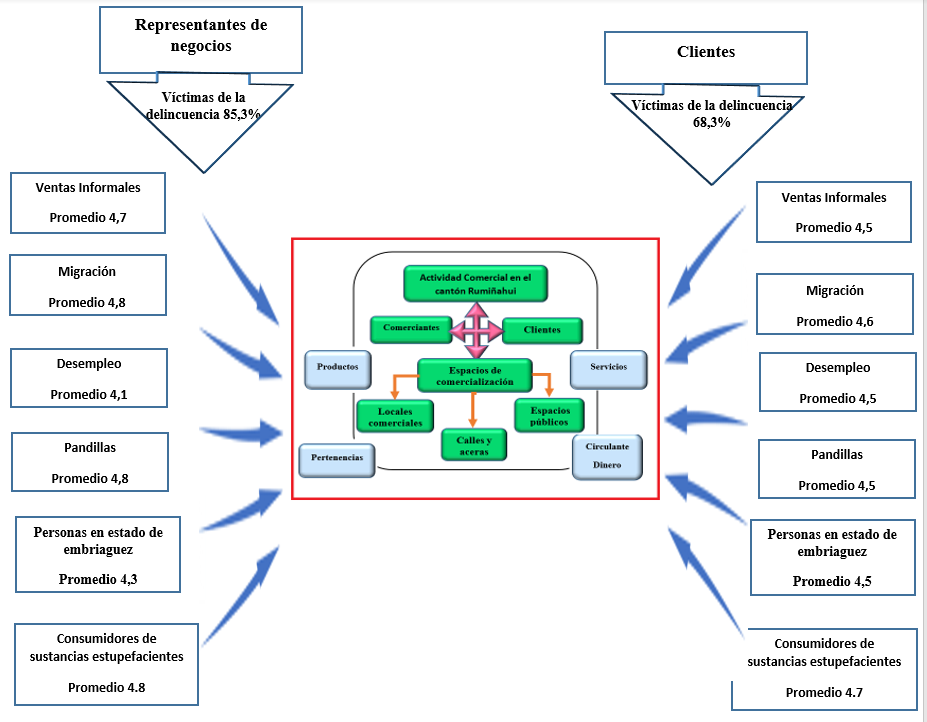 Representantes de
negocios
Víctimas de la
delincuencia 85,3%
Clientes
Víctimas de la delincuencia
68,3%
Ventas Informales
Promedio 4,7
Migración
Promedio 4,8
Desempleo
Promedio 4,1
Pandillas
Promedio 4,8
Personas en estado de
embriaguez
Promedio 4,3
Consumidores de
sustancias estupefacientes
Promedio 4.8
Actividad Comercial en el
cantón Rumiñahui
Comerciantes
Clientes
Productos
Espacios de
comercialización
Servicios
Locales
comerciales
Calles y
aceras
Espacios
públicos
Pertenencias
Circulante
Dinero
Ventas Informales
Promedio 4,5
Migración
Promedio 4,6
Desempleo
Promedio 4,5
Pandillas
Promedio 4,5
Personas en estado de
embriaguez
Promedio 4,5
Consumidores de
sustancias estupefacientes
Promedio 4.7